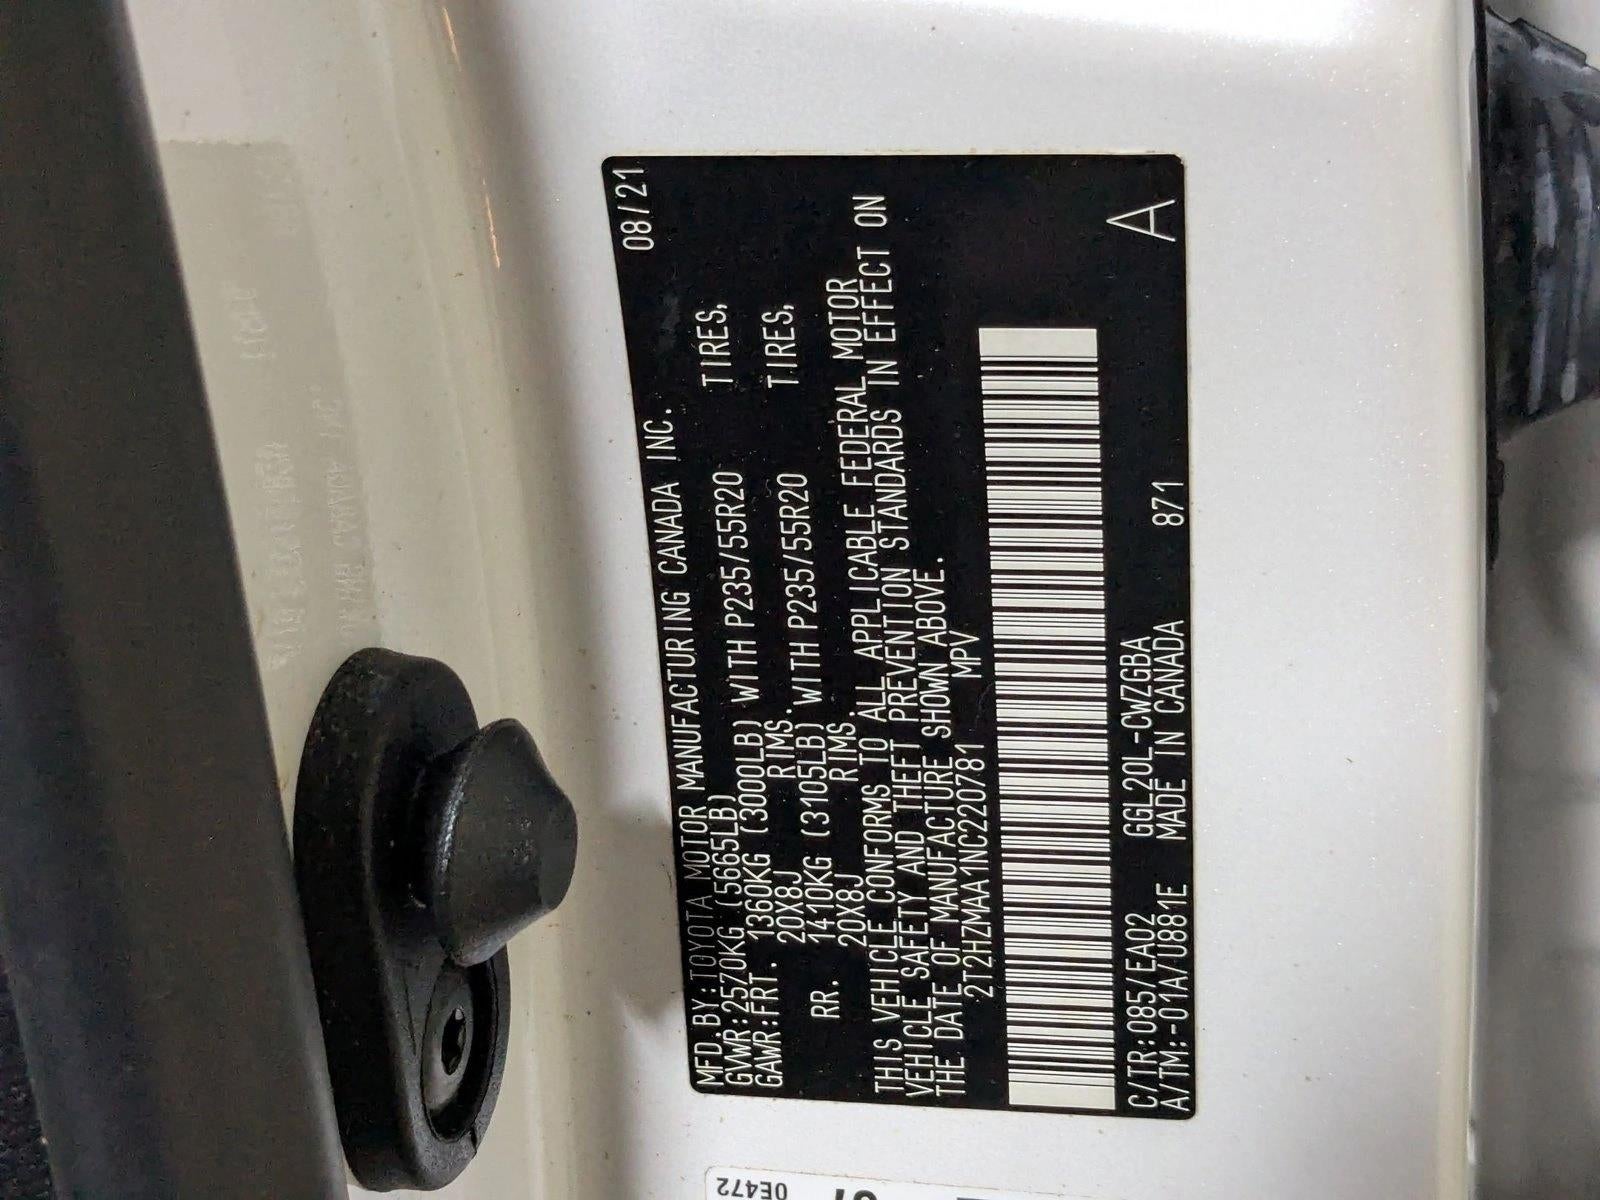 MFD.BY:TOYOTA MOTOR MANUFACTURING CANADA INC. 08/21
GVWR:2570KG (5665LB)
GAWR:FRT. 1360KG (3000LB) WITH P235/55R20 TIRES,
20X8J RIMS.
RR. 1410KG (3105LB) WITH P235/55R20 TIRES,
20X8J RIMS.
THIS VEHICLE CONFORMS TO ALL APPLICABLE FEDERAL MOTOR
VEHICLE SAFETY AND THEFT PREVENTION STANDARDS IN EFFECT ON
THE DATE OF MANUFACTURE SHOWN ABOVE.
2T2HZMAA1NC220781 MPV
C/TR:085/EA02 GGL20L-CWZGBA
A/TM:-01A/U881E MADE IN CANADA 871 A
0E472